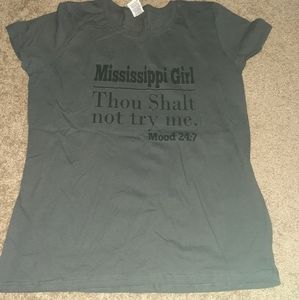 Mississippi Girl
Thou Shalt
not try me.
Mood 24:7